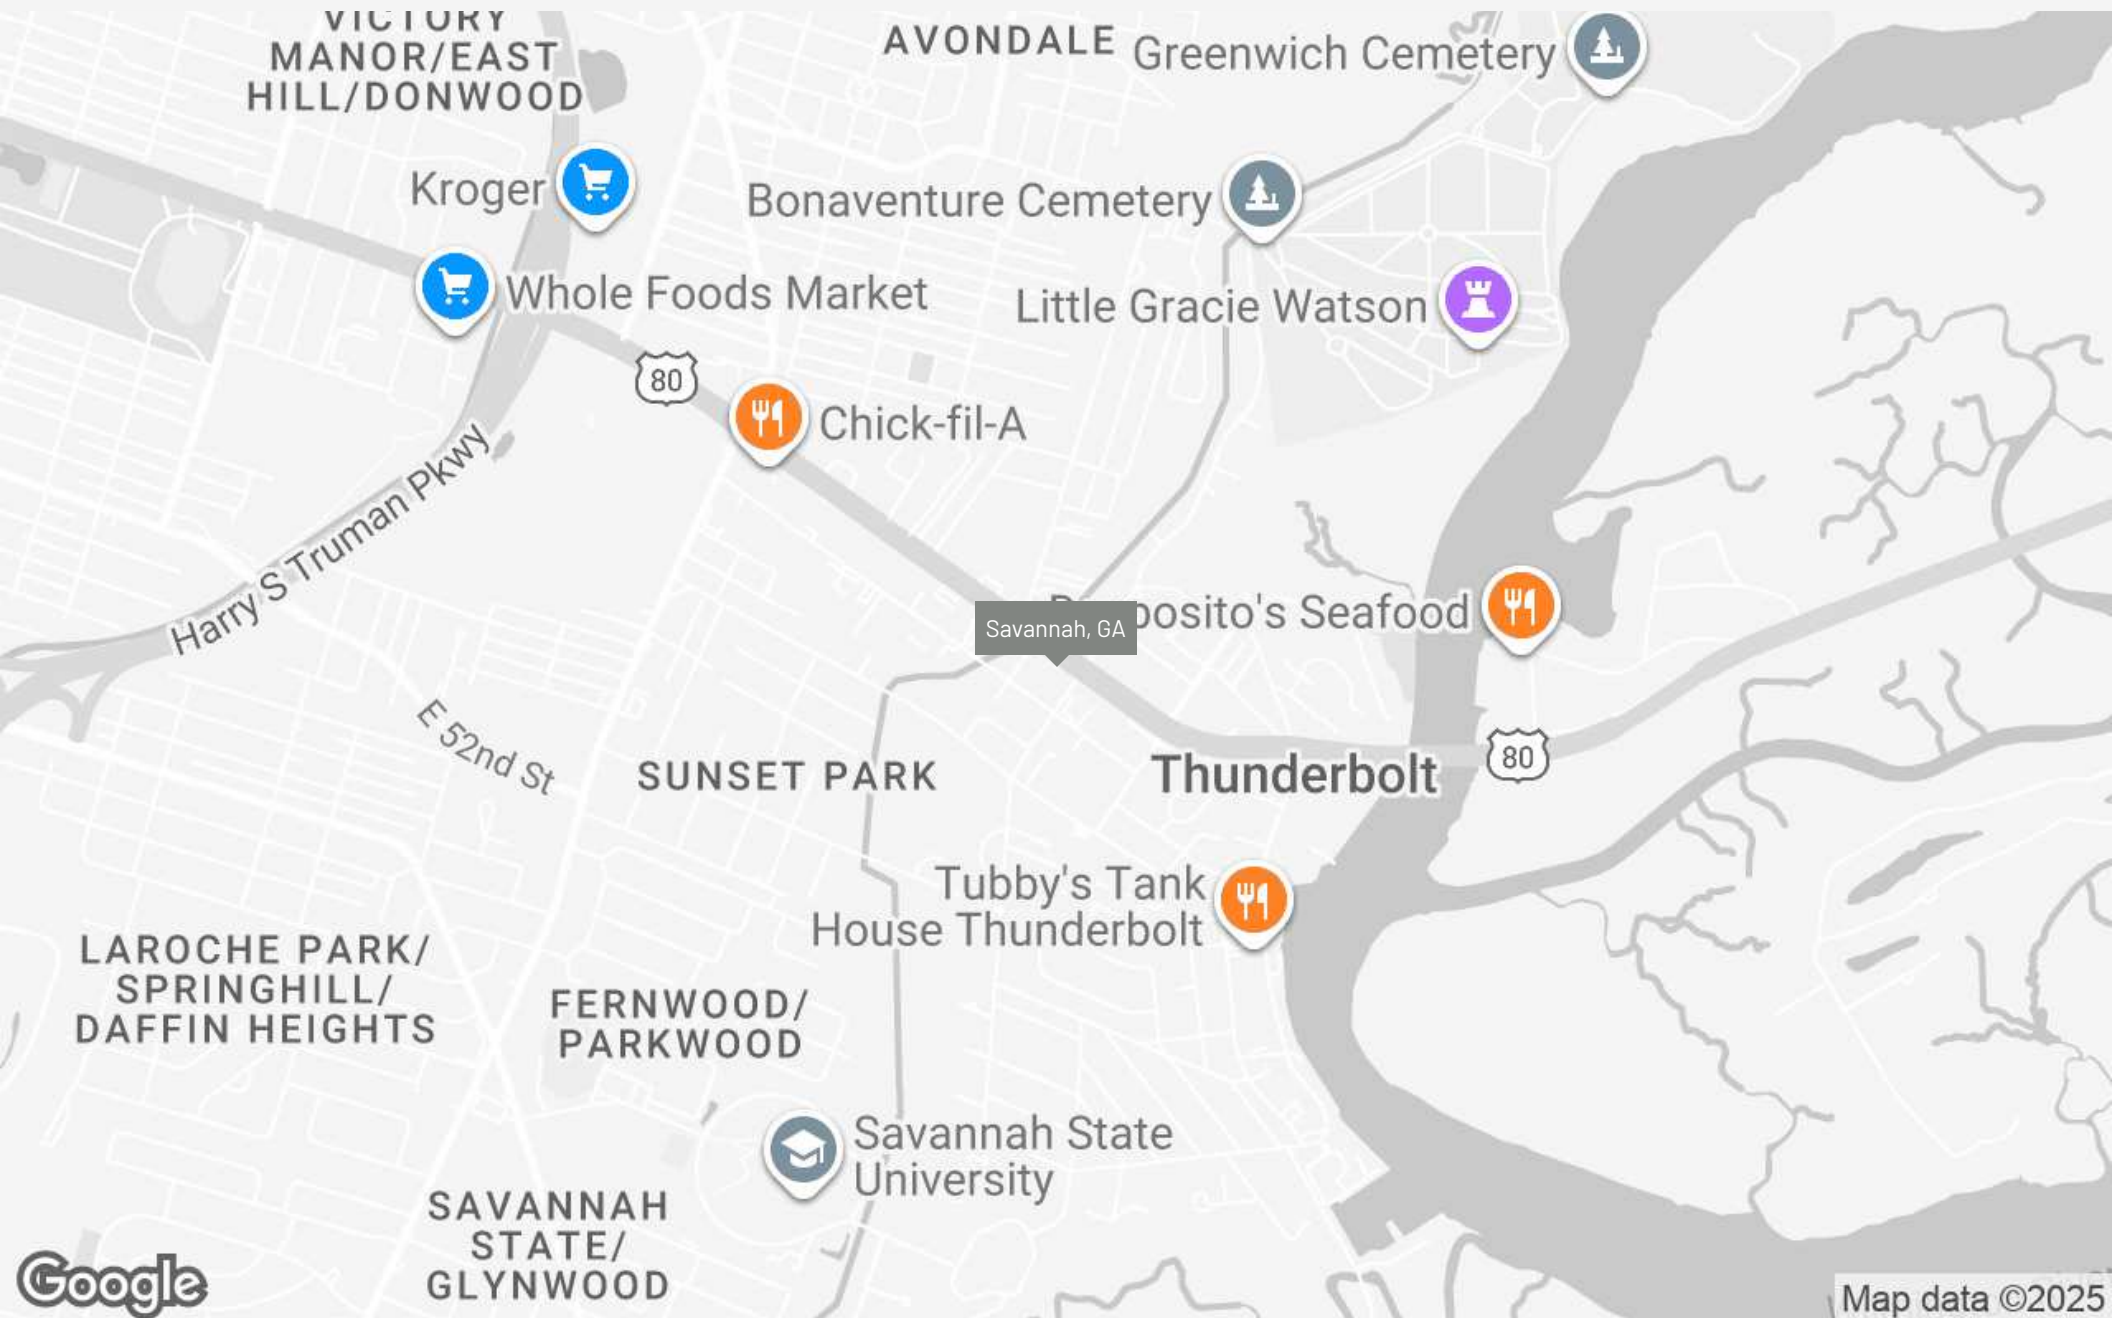 VICTORY
MANOR/EAST
HILL/DONWOOD
AVONDALE
Greenwich Cemetery
Kroger
Bonaventure Cemetery
Whole Foods Market
Little Gracie Watson
80
Chick-fil-A
Harry S Truman Pkwy
posito's Seafood
Savannah, GA
E 52nd St
SUNSET PARK
Thunderbolt
80
Tubby's Tank
House Thunderbolt
LAROCHE PARK/
SPRINGHILL/
DAFFIN HEIGHTS
FERNWOOD/
PARKWOOD
Savannah State
University
SAVANNAH
STATE/
GLYNWOOD
Google
Map data ©2025